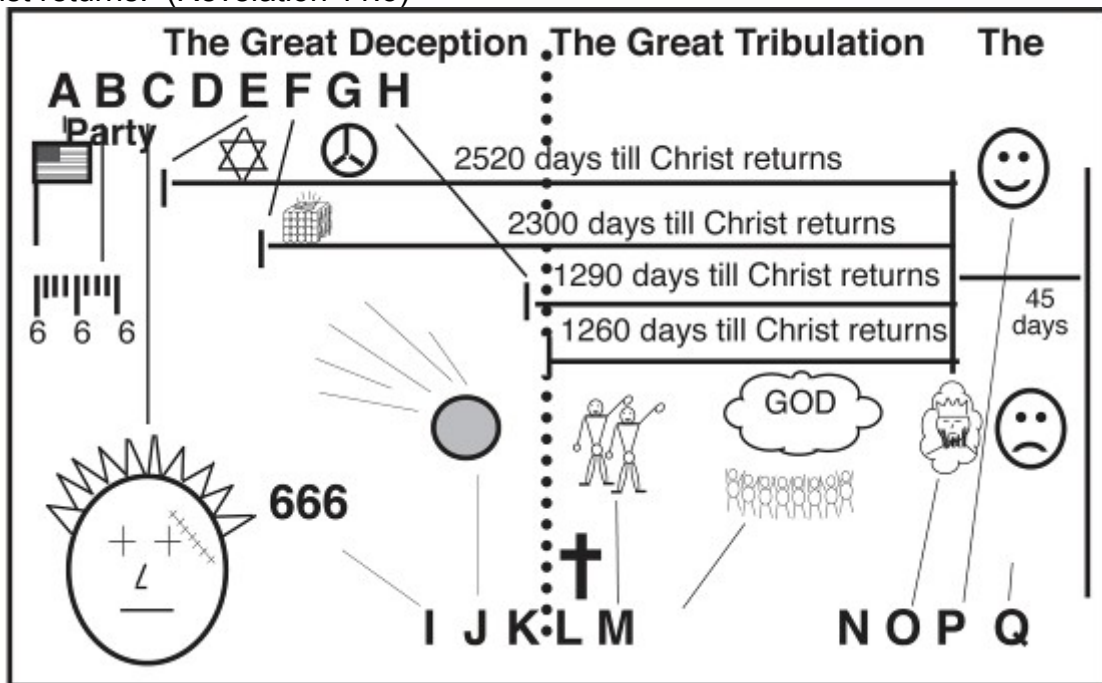 The Great Deception The Great Tribulation The
A B C D E F G H
Party
2520 days till Christ returns
2300 days till Christ returns
1290 days till Christ returns
45
days
6 6 6
1260 days till Christ returns
GOD
666
I J K L M N O P Q